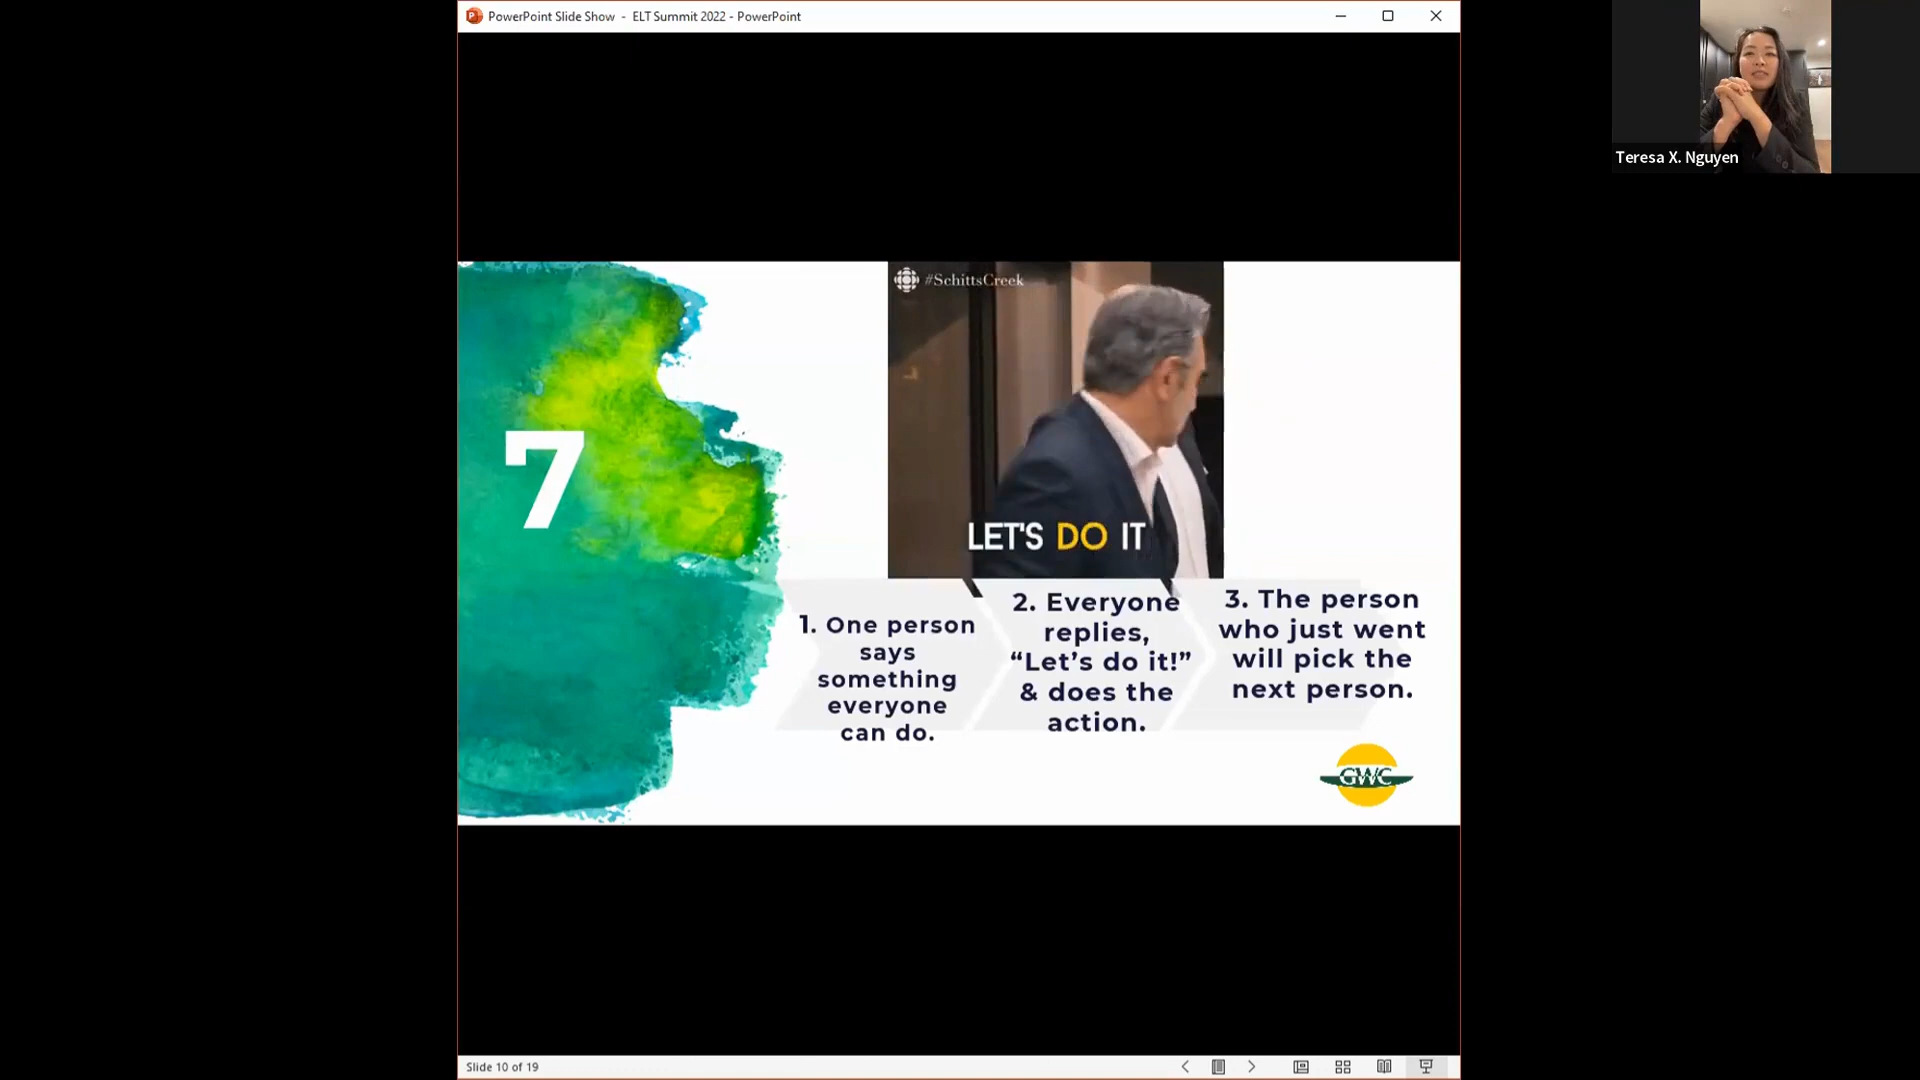 PowerPoint Slide Show - ELT Summit 2022 - PowerPoint
Teresa X. Nguyen
#SchittsCreek
7
LET'S DO IT
1. One person
says
something
everyone
can do.
2. Everyone
replies,
“Let’s do it!”
& does the
action.
3. The person
who just went
will pick the
next person.
GWC
Slide 10 of 19